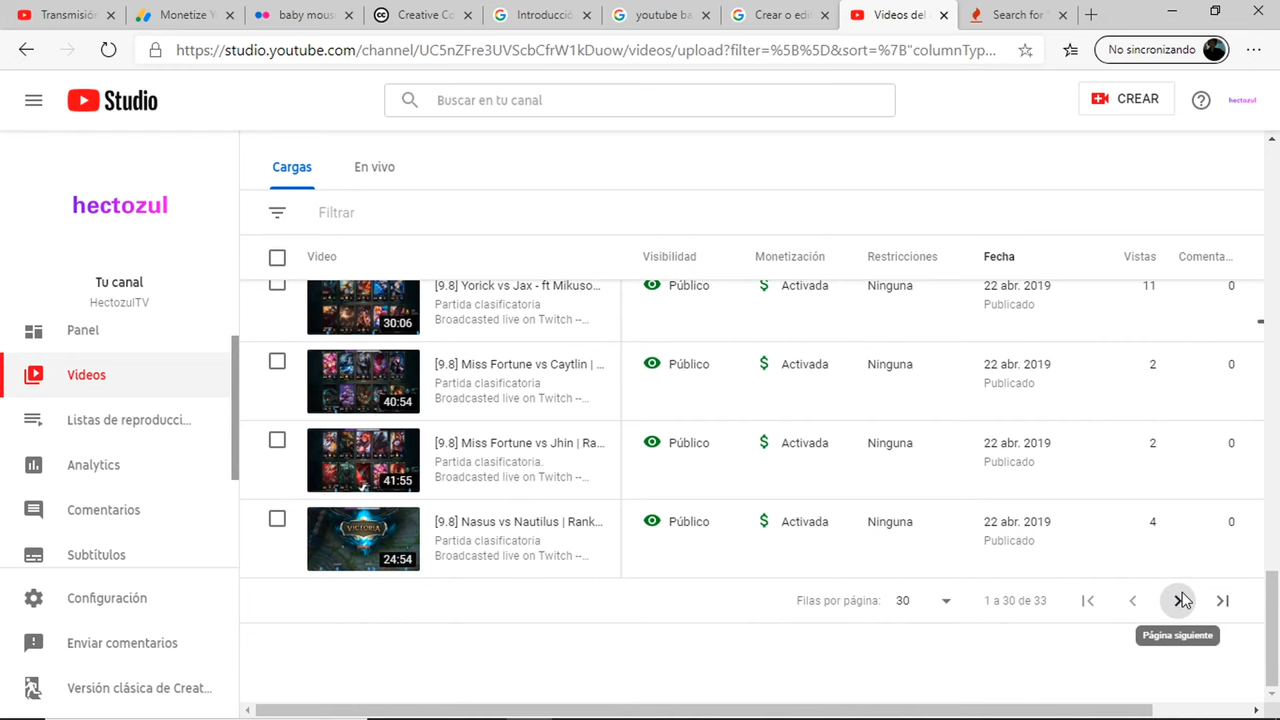 Transmisión
Monetize Y
baby mous
Creative Co
Introducció
youtube ba
Crear o edi
Videos del
Search for
https://studio.youtube.com/channel/UC5nZFre3UVScbCfrW1kDuow/videos/upload?filter=%5B%5D&sort=%7B"columnTyp...
No sincronizando
Studio
Buscar en tu canal
CREAR
hectozul
hectozul
Tu canal
HectozulTV
Panel
Videos
Listas de reproducci...
Analytics
Comentarios
Subtítulos
Configuración
Enviar comentarios
Versión clásica de Creat...
Cargas En vivo
Filtrar
Video Visibilidad Monetización Restricciones Fecha Vistas Comenta...
[9.8] Yorick vs Jax - ft Mikuso... Público $ Activada Ninguna 22 abr. 2019 11 0
Partida clasificatoria Publicado
Broadcasted on Twitch --...
30:06
[9.8] Miss Fortune vs Caytlin | ... Público $ Activada Ninguna 22 abr. 2019 2 0
Partida clasificatoria Publicado
Broadcasted live on Twitch --...
40:54
[9.8] Miss Fortune vs Jhin | Ra... Público $ Activada Ninguna 22 abr. 2019 2 0
Partida clasificatoria. Publicado
Broadcasted live on Twitch --...
41:55
[9.8] Nasus vs Nautilus | Rank... Público $ Activada Ninguna 22 abr. 2019 4 0
Partida clasificatoria Publicado
Broadcasted live on Twitch --...
VICTORIA
24:54
Filas por página: 30 1 a 30 de 33
Página siguiente